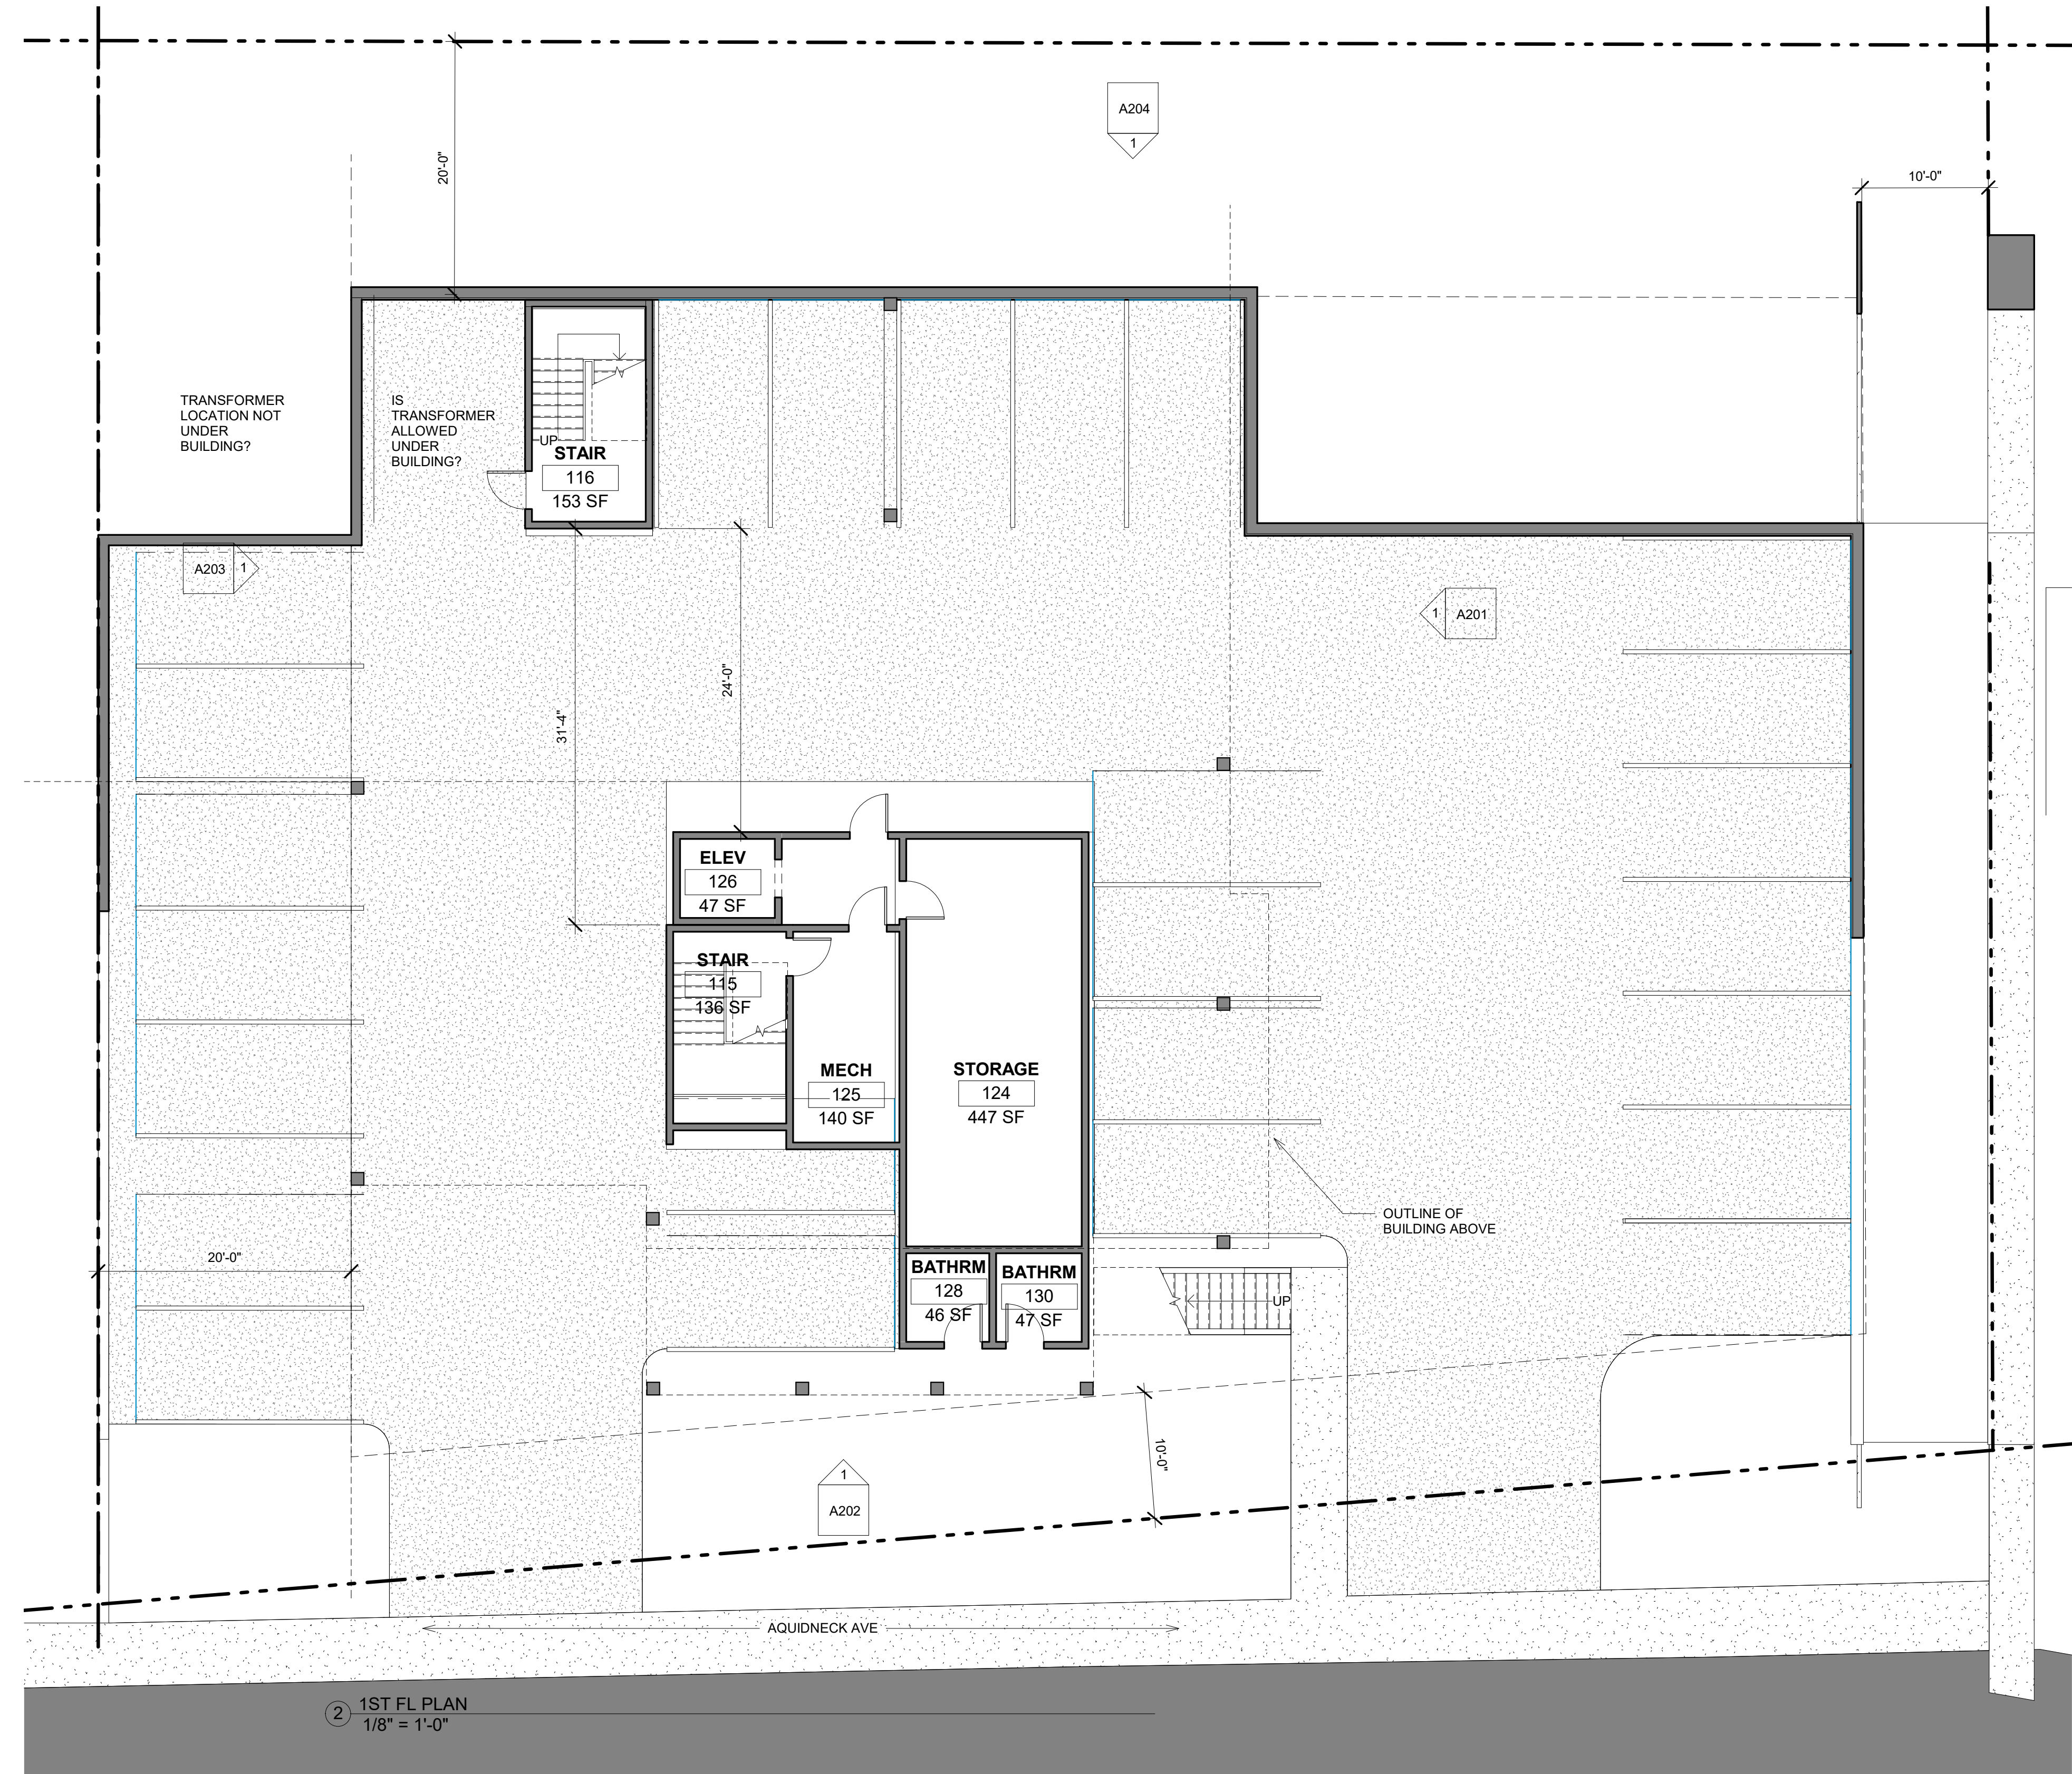 A204
1
20'-0"
10'-0"
TRANSFORMER
LOCATION NOT
UNDER
BUILDING?
IS
TRANSFORMER
ALLOWED
UNDER
BUILDING?
UP
STAIR
116
153 SF
A203
1
1
A201
24'-0"
31'-4"
ELEV
126
47 SF
STAIR
115
136 SF
MECH
125
140 SF
STORAGE
124
447 SF
OUTLINE OF
BUILDING ABOVE
20'-0"
BATHRM
128
46 SF
BATHRM
130
47 SF
UP
10'-0"
1
A202
AQUIDNECK AVE
2
1ST FL PLAN
1/8" = 1'-0"